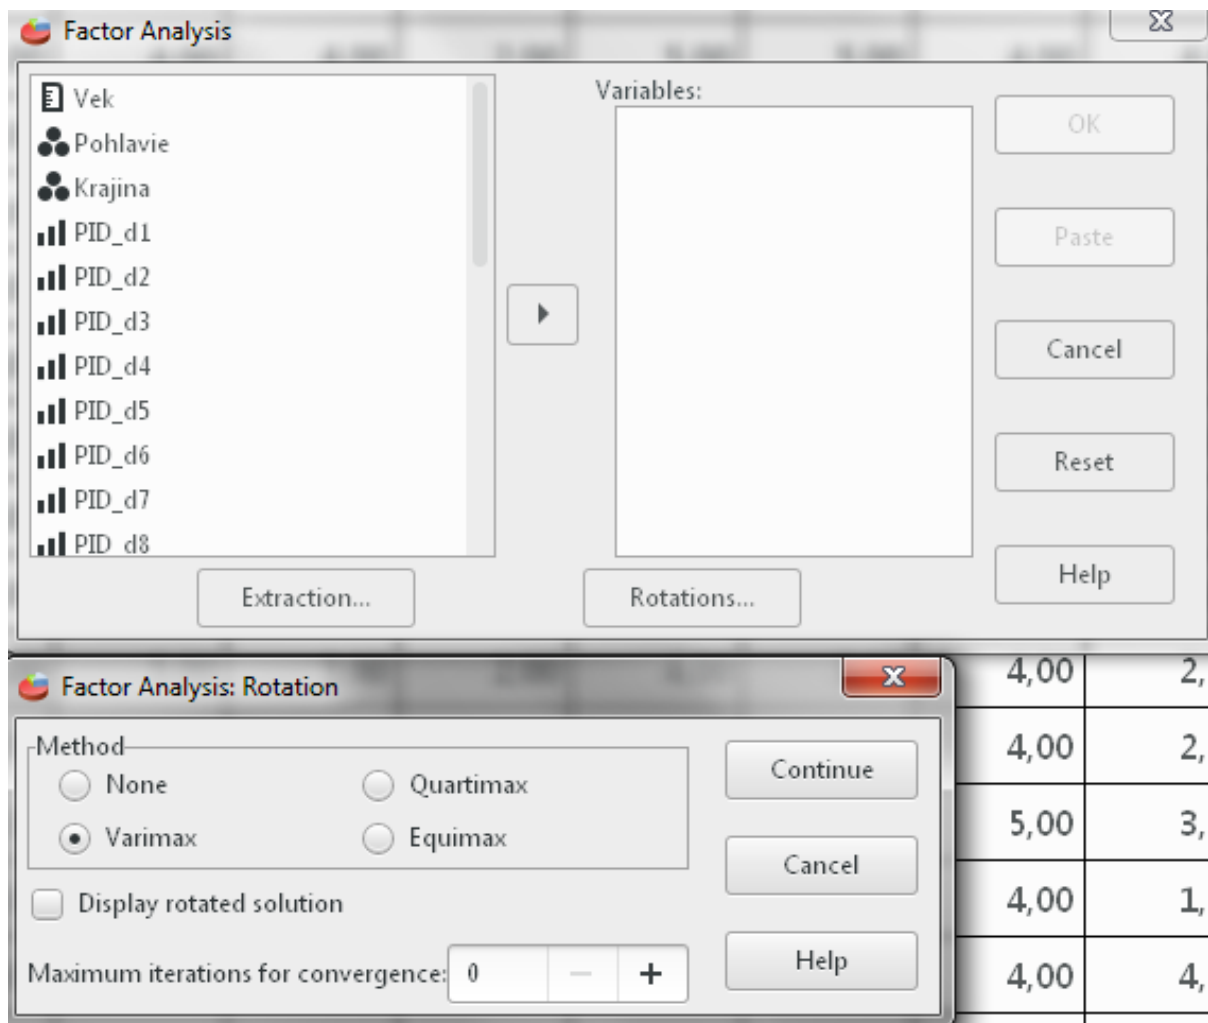 Factor Analysis
Vek
Pohlavie
Krajina
PID_d1
PID_d2
PID_d3
PID_d4
PID_d5
PID_d6
PID_d7
PID_d8
Variables:
OK
Paste
Cancel
Reset
Help
Extraction...
Rotations...
Factor Analysis: Rotation
Method
None
Quartimax
Varimax
Equimax
Display rotated solution
Maximum iterations for convergence: 0
Continue
Cancel
Help
4,00 2,
4,00 2,
5,00 3,
4,00 1,
4,00 4,